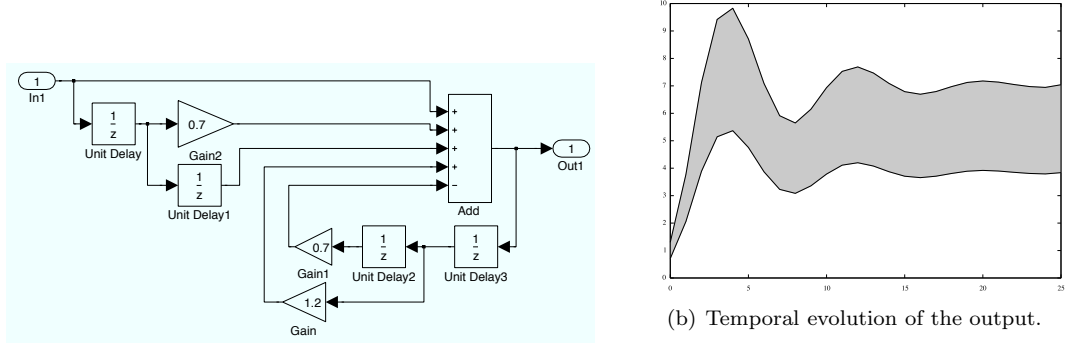 1
In1
1
z
Unit Delay
0.7
Gain2
1
z
Unit Delay1
+
+
+
+
−
Add
1
Out1
0.7
Gain1
1
z
Unit Delay2
1
z
Unit Delay3
1.2
Gain
10
9
8
7
6
5
4
3
2
1
0
0 5 10 15 20 25
(b) Temporal evolution of the output.